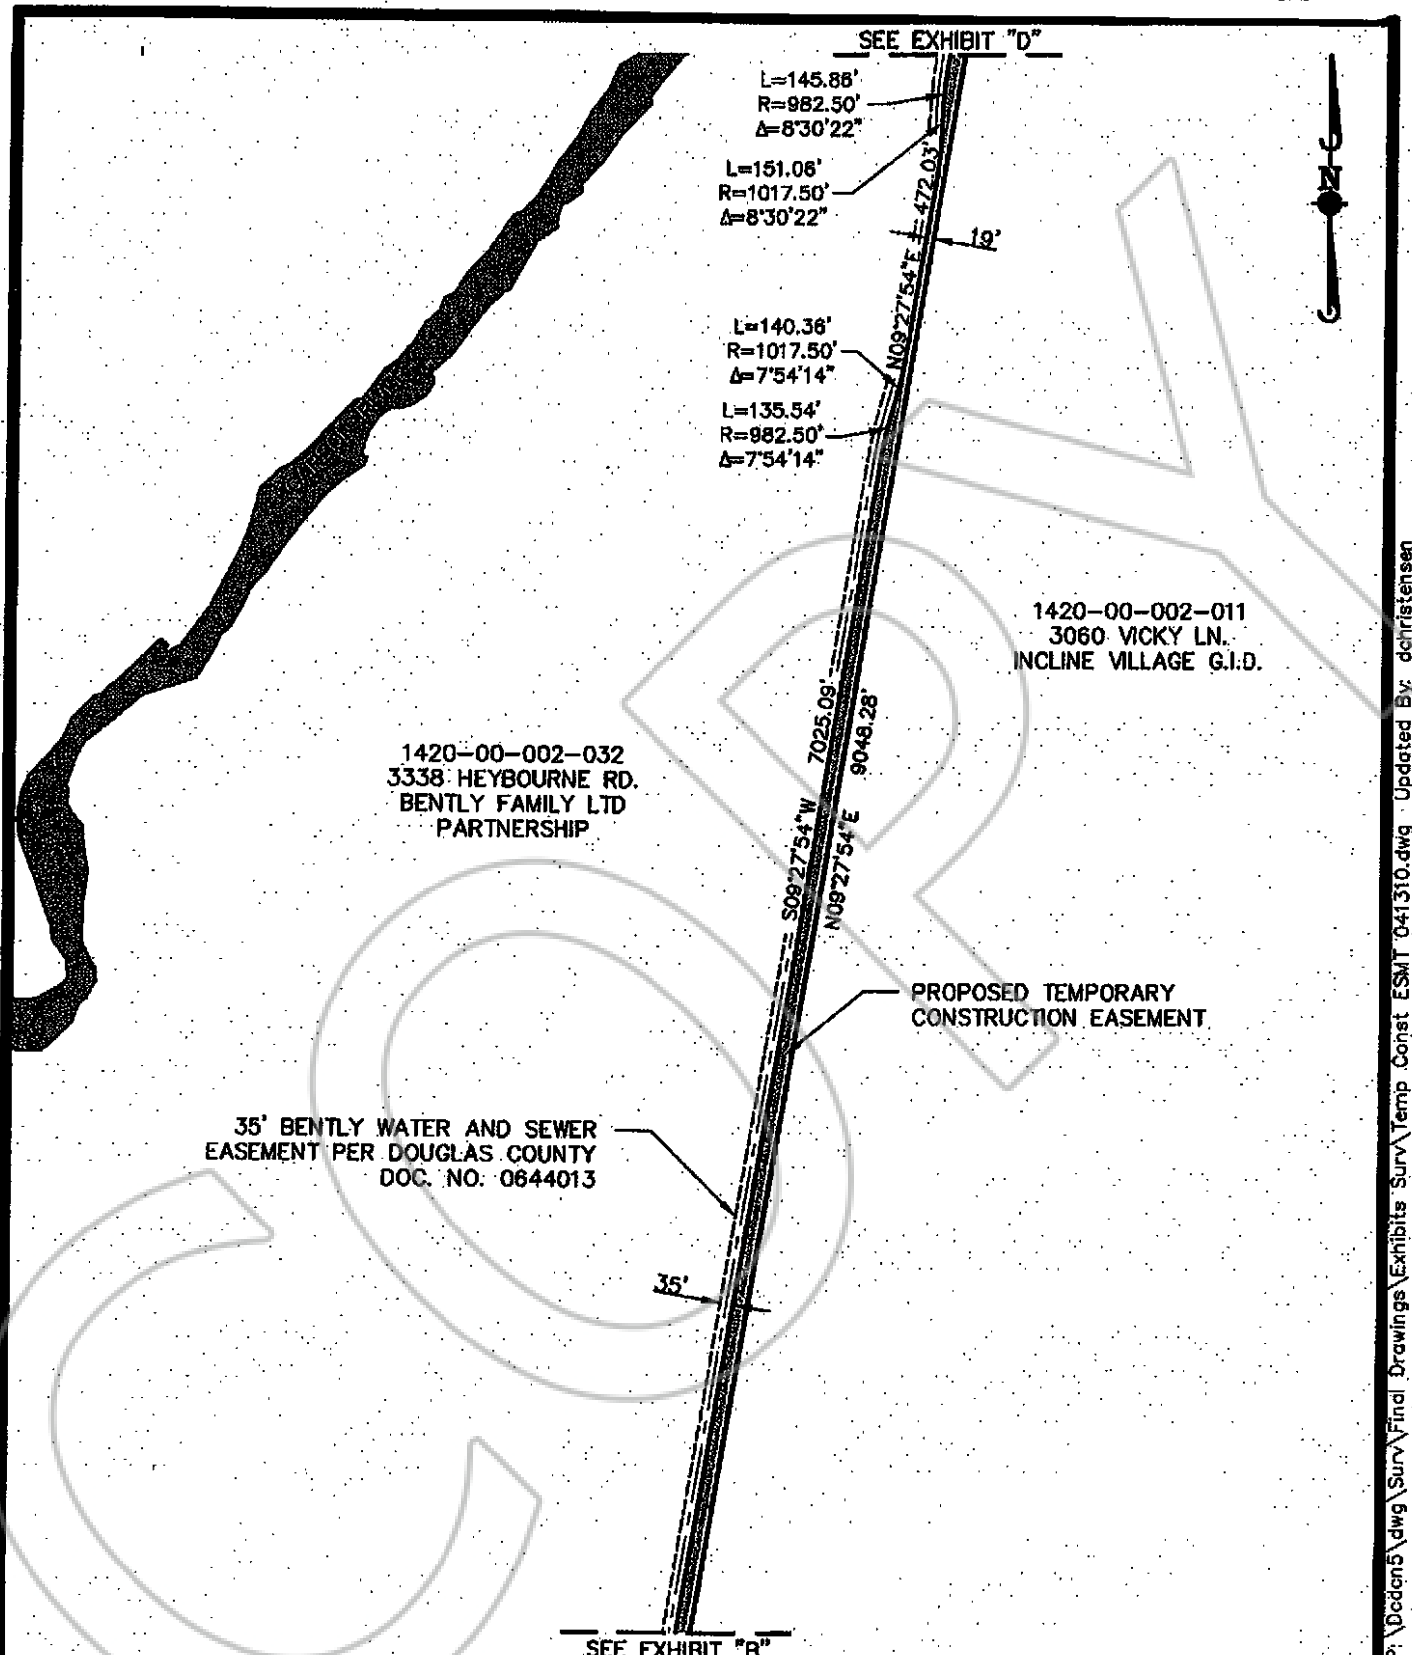 SEE EXHIBIT "D"
L=145.86'
R=982.50'
Δ=8°30'22"
L=151.06'
R=1017.50'
Δ=8°30'22"
N09°27'54"E 472.03'
19'
L=140.36'
R=1017.50'
Δ=7°54'14"
L=135.54'
R=982.50'
Δ=7°54'14"
1420-00-002-011
3060 VICKY LN.
INCLINE VILLAGE G.I.D.
1420-00-002-032
3338 HEYBOURNE RD.
BENTLY FAMILY LTD
PARTNERSHIP
S09°27'54"W 7025.09'
N09°27'54"E 9048.28'
PROPOSED TEMPORARY
CONSTRUCTION EASEMENT
35' BENTLY WATER AND SEWER
EASEMENT PER DOUGLAS COUNTY
DOC. NO. 0644013
35'
SEE EXHIBIT "B"
N
COPY
P:\Dcdcn5\dwg\Surv\Final Drawings\Exhibits Surv\Temp Const ESMT 041310.dwg Updated By: dchristensen